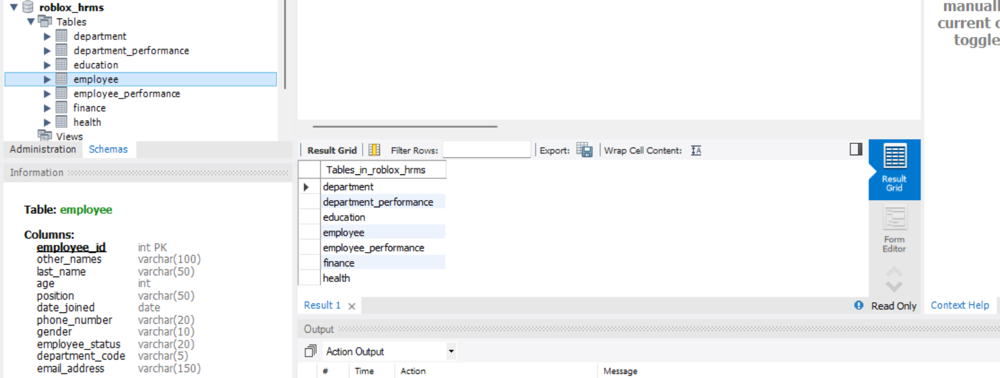 roblox_hrms
Tables
department
department_performance
education
employee
employee_performance
finance
health
Views
Administration Schemas
Information
Table: employee
Columns:
employee_id int PK
other_names varchar(100)
last_name varchar(50)
age int
position varchar(50)
date_joined date
phone_number varchar(20)
gender varchar(10)
employee_status varchar(20)
department_code varchar(5)
email_address varchar(150)
Result Grid Filter Rows: Export: Wrap Cell Content: IA
Tables_in_roblox_hrms
department
department_performance
education
employee
employee_performance
finance
health
Result 1 × Read Only
Result
Grid
Form
Editor
Output
Action Output
# Time Action Message
manuall
current c
toggle
Context Help